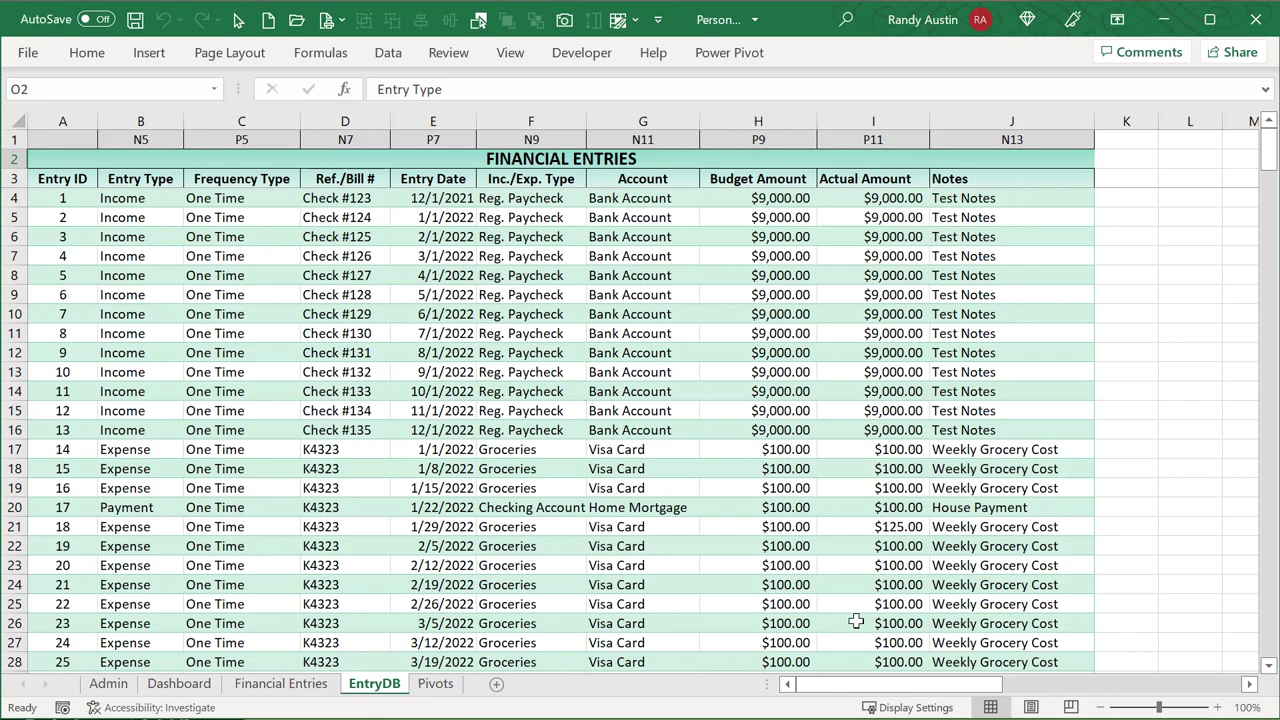 AutoSave Off Person... Randy Austin RA
File Home Insert Page Layout Formulas Data Review View Developer Help Power Pivot Comments Share
O2 fx Entry Type
A B C D E F G H I J K L M
1 N5 P5 N7 P7 N9 N11 P9 P11 N13
2 FINANCIAL ENTRIES
3 Entry ID Entry Type Frequency Type Ref./Bill # Entry Date Inc./Exp. Type Account Budget Amount Actual Amount Notes
4 1 Income One Time Check #123 12/1/2021 Reg. Paycheck Bank Account $9,000.00 $9,000.00 Test Notes
5 2 Income One Time Check #124 1/1/2022 Reg. Paycheck Bank Account $9,000.00 $9,000.00 Test Notes
6 3 Income One Time Check #125 2/1/2022 Reg. Paycheck Bank Account $9,000.00 $9,000.00 Test Notes
7 4 Income One Time Check #126 3/1/2022 Reg. Paycheck Bank Account $9,000.00 $9,000.00 Test Notes
8 5 Income One Time Check #127 4/1/2022 Reg. Paycheck Bank Account $9,000.00 $9,000.00 Test Notes
9 6 Income One Time Check #128 5/1/2022 Reg. Paycheck Bank Account $9,000.00 $9,000.00 Test Notes
10 7 Income One Time Check #129 6/1/2022 Reg. Paycheck Bank Account $9,000.00 $9,000.00 Test Notes
11 8 Income One Time Check #130 7/1/2022 Reg. Paycheck Bank Account $9,000.00 $9,000.00 Test Notes
12 9 Income One Time Check #131 8/1/2022 Reg. Paycheck Bank Account $9,000.00 $9,000.00 Test Notes
13 10 Income One Time Check #132 9/1/2022 Reg. Paycheck Bank Account $9,000.00 $9,000.00 Test Notes
14 11 Income One Time Check #133 10/1/2022 Reg. Paycheck Bank Account $9,000.00 $9,000.00 Test Notes
15 12 Income One Time Check #134 11/1/2022 Reg. Paycheck Bank Account $9,000.00 $9,000.00 Test Notes
16 13 Income One Time Check #135 12/1/2022 Reg. Paycheck Bank Account $9,000.00 $9,000.00 Test Notes
17 14 Expense One Time K4323 1/1/2022 Groceries Visa Card $100.00 $100.00 Weekly Grocery Cost
18 15 Expense One Time K4323 1/8/2022 Groceries Visa Card $100.00 $100.00 Weekly Grocery Cost
19 16 Expense One Time K4323 1/15/2022 Groceries Visa Card $100.00 $100.00 Weekly Grocery Cost
20 17 Payment One Time K4323 1/22/2022 Checking Account Home Mortgage $100.00 $100.00 House Payment
21 18 Expense One Time K4323 1/29/2022 Groceries Visa Card $100.00 $125.00 Weekly Grocery Cost
22 19 Expense One Time K4323 2/5/2022 Groceries Visa Card $100.00 $100.00 Weekly Grocery Cost
23 20 Expense One Time K4323 2/12/2022 Groceries Visa Card $100.00 $100.00 Weekly Grocery Cost
24 21 Expense One Time K4323 2/19/2022 Groceries Visa Card $100.00 $100.00 Weekly Grocery Cost
25 22 Expense One Time K4323 2/26/2022 Groceries Visa Card $100.00 $100.00 Weekly Grocery Cost
26 23 Expense One Time K4323 3/5/2022 Groceries Visa Card $100.00 $100.00 Weekly Grocery Cost
27 24 Expense One Time K4323 3/12/2022 Groceries Visa Card $100.00 $100.00 Weekly Grocery Cost
28 25 Expense One Time K4323 3/19/2022 Groceries Visa Card $100.00 $100.00 Weekly Grocery Cost
Admin Dashboard Financial Entries EntryDB Pivots
Ready Accessibility: Investigate Display Settings 100%